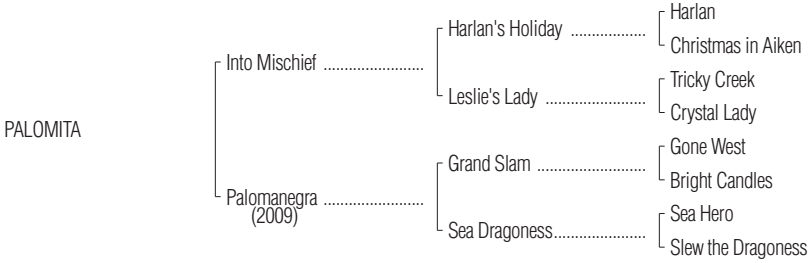 Harlan
Harlan's Holiday ....................
Christmas in Aiken
Into Mischief .........................
Tricky Creek
Leslie's Lady .........................
Crystal Lady
PALOMITA
Gone West
Grand Slam ...........................
Bright Candles
Palomanegra .........................
(2009)
Sea Hero
Sea Dragoness.......................
Slew the Dragoness